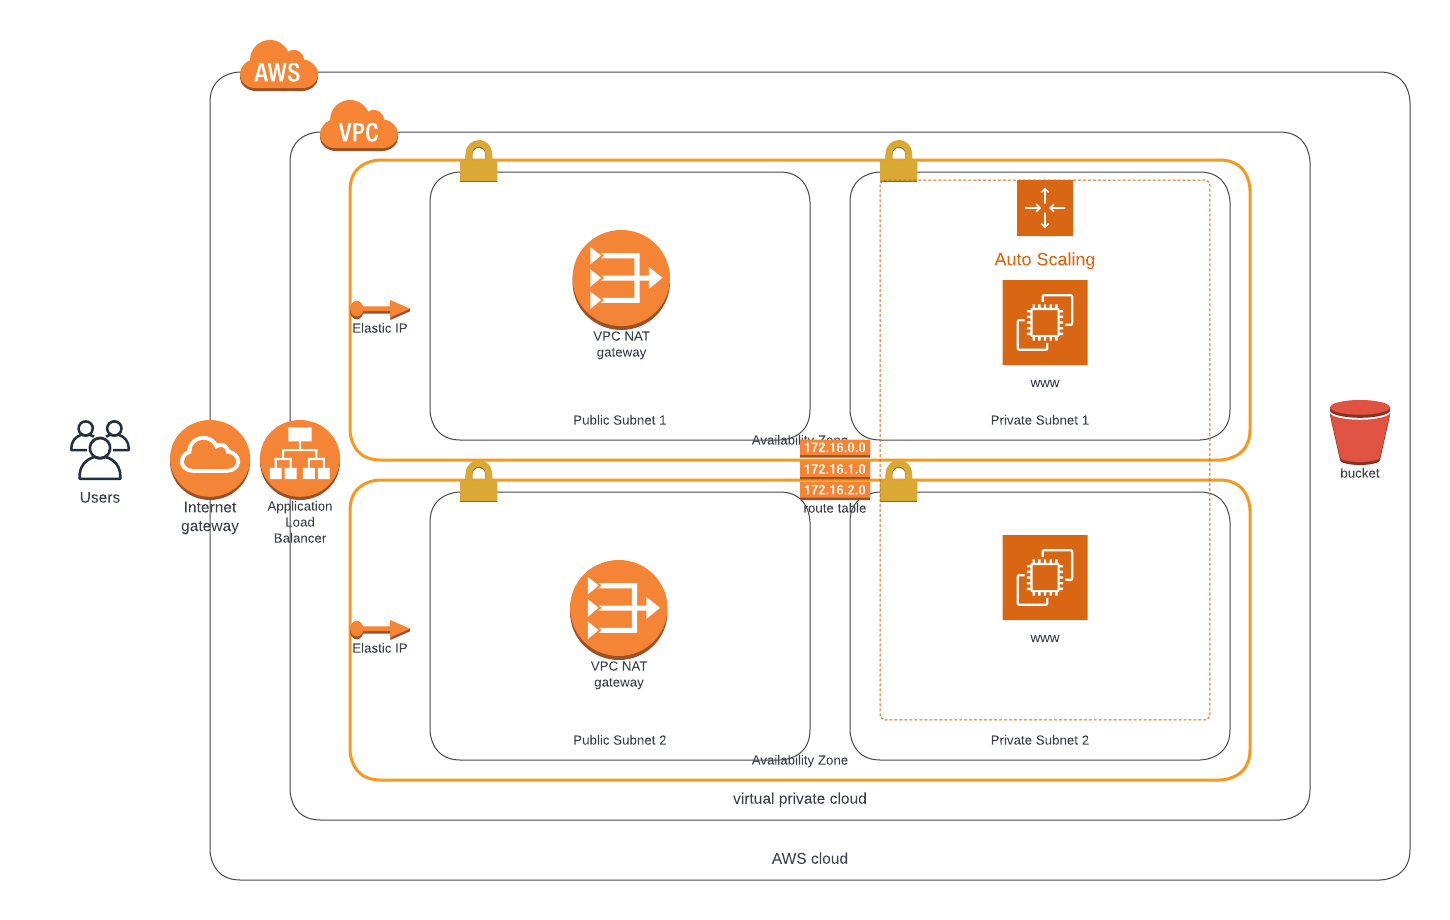 AWS
VPC
Auto Scaling
Elastic IP
VPC NAT
gateway
www
Public Subnet 1
Private Subnet 1
Availability Zone
172.16.0.0
172.16.1.0
172.16.2.0
route table
Users
Internet
gateway
Application
Load
Balancer
bucket
Elastic IP
VPC NAT
gateway
www
Public Subnet 2
Private Subnet 2
Availability Zone
virtual private cloud
AWS cloud